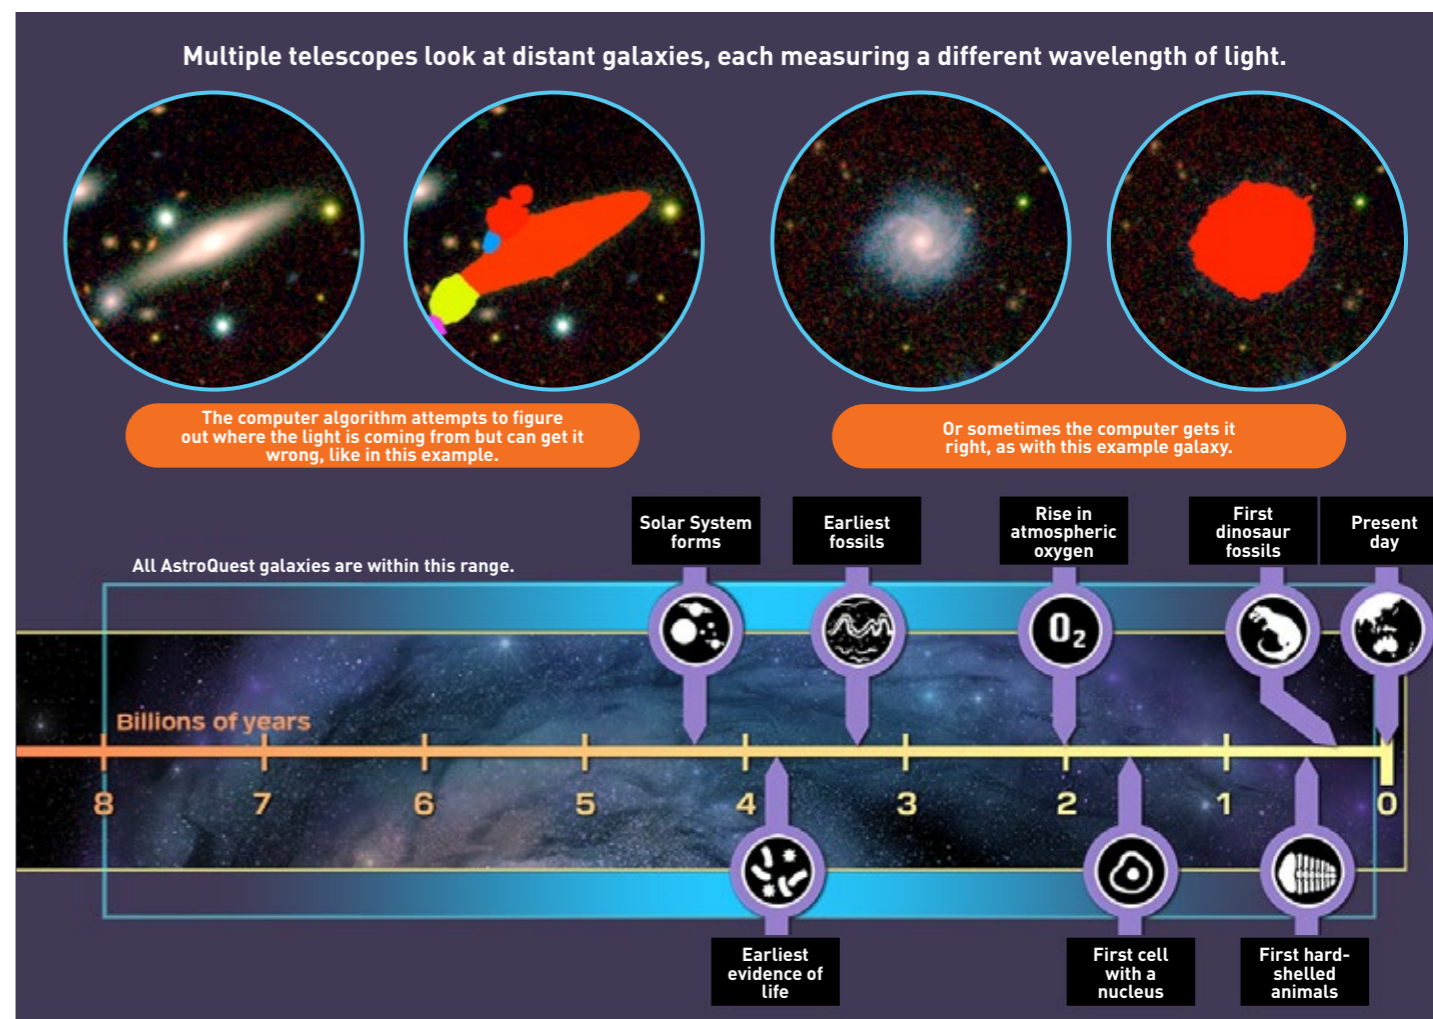 Multiple telescopes look at distant galaxies, each measuring a different wavelength of light.
The computer algorithm attempts to figure
out where the light is coming from but can get it
wrong, like in this example.
Or sometimes the computer gets it
right, as with this example galaxy.
Solar System
forms
Earliest
fossils
Rise in
atmospheric
oxygen
First
dinosaur
fossils
Present
day
All AstroQuest galaxies are within this range.
O2
Billions of years
8 7 6 5 4 3 2 1 0
Earliest
evidence of
life
First cell
with a
nucleus
First hard-
shelled
animals